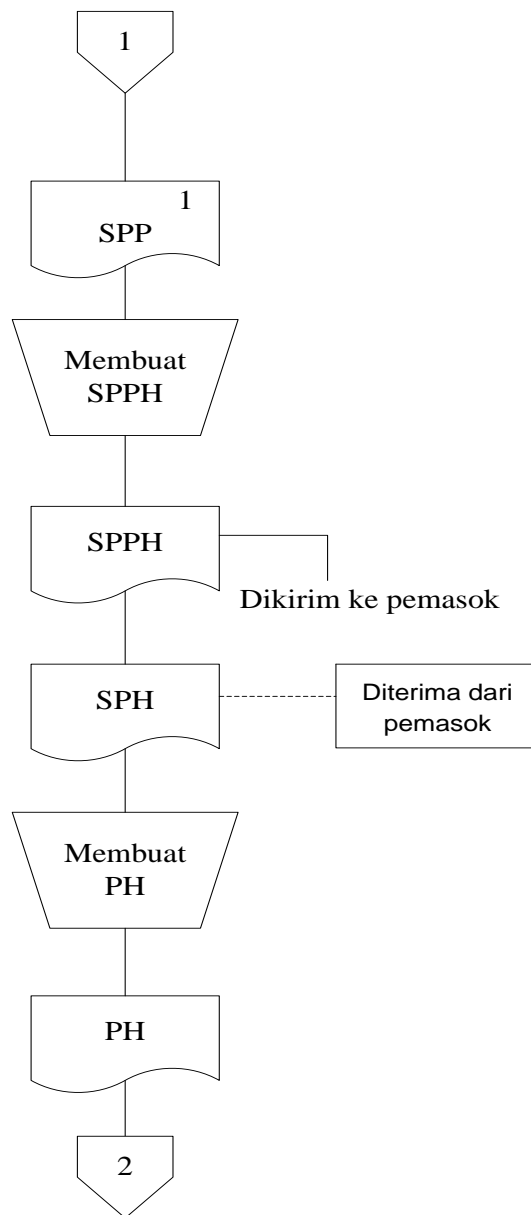 1
1
SPP
Membuat
SPPH
SPPH
Dikirim ke pemasok
SPH
Diterima dari
pemasok
Membuat
PH
PH
2